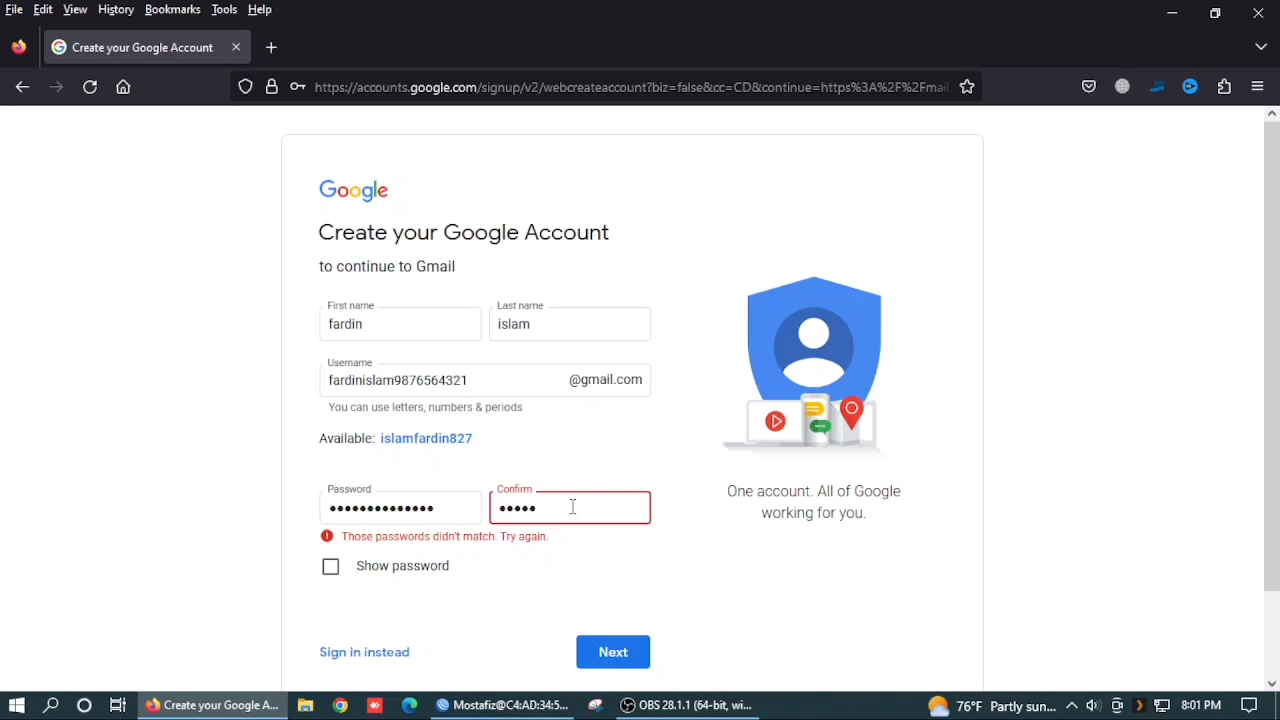 File Edit View History Bookmarks Tools Help
Create your Google Account
https://accounts.google.com/signup/v2/webcreateaccount?biz=false&cc=CD&continue=https%3A%2F%2Fmail.
Google
Create your Google Account
to continue to Gmail
First name
fardin
Last name
islam
Username
fardinislam9876564321
@gmail.com
You can use letters, numbers & periods
Available: islamfardin827
Password
Confirm
Those passwords didn't match. Try again.
Show password
Sign in instead
Next
One account. All of Google
working for you.
Create your Google A...
Mostafiz@C4:AD:34:5...
OBS 28.1.1 (64-bit, wi...
76°F Partly sun...
8:01 PM